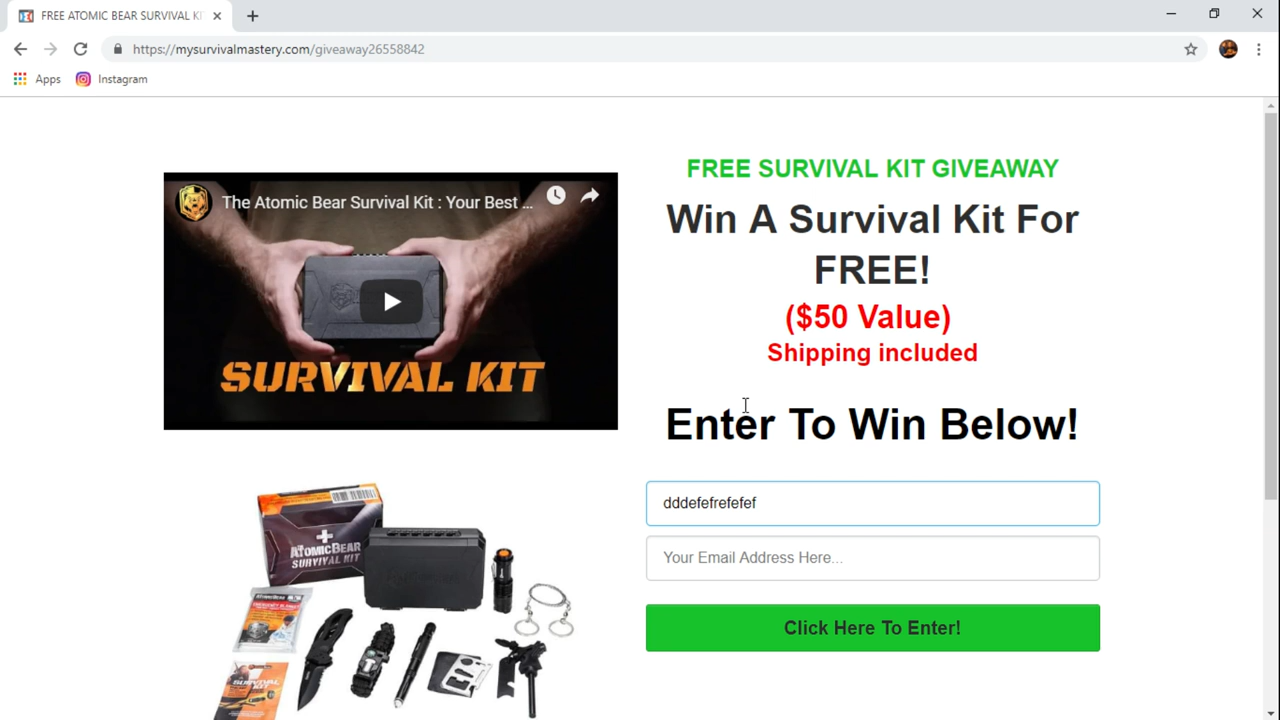 FREE ATOMIC BEAR SURVIVAL KI
https://mysurvivalmastery.com/giveaway26558842
Apps
Instagram
The Atomic Bear Survival Kit : Your Best ...
SURVIVAL KIT
FREE SURVIVAL KIT GIVEAWAY
Win A Survival Kit For
FREE!
($50 Value)
Shipping included
Enter To Win Below!
dddefefrefefef
Your Email Address Here...
Click Here To Enter!
ATOMICBEAR
SURVIVAL KIT
SURVIVAL
KIT